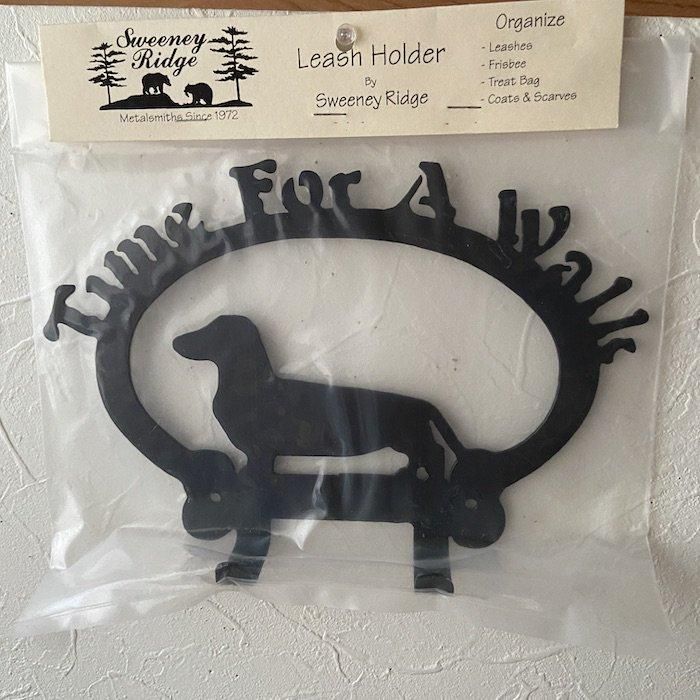 Sweeney
Ridge
Metalsmiths Since 1972
Leash Holder
By
Sweeney Ridge
Organize
- Leashes
- Frisbee
- Treat Bag
- Coats & Scarves
Time For A Walk